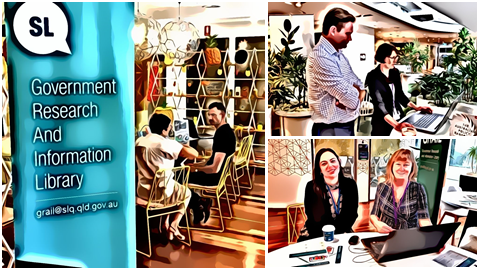 SL
Government
Research
And
Information
Library
grail@slq.qld.gov.au